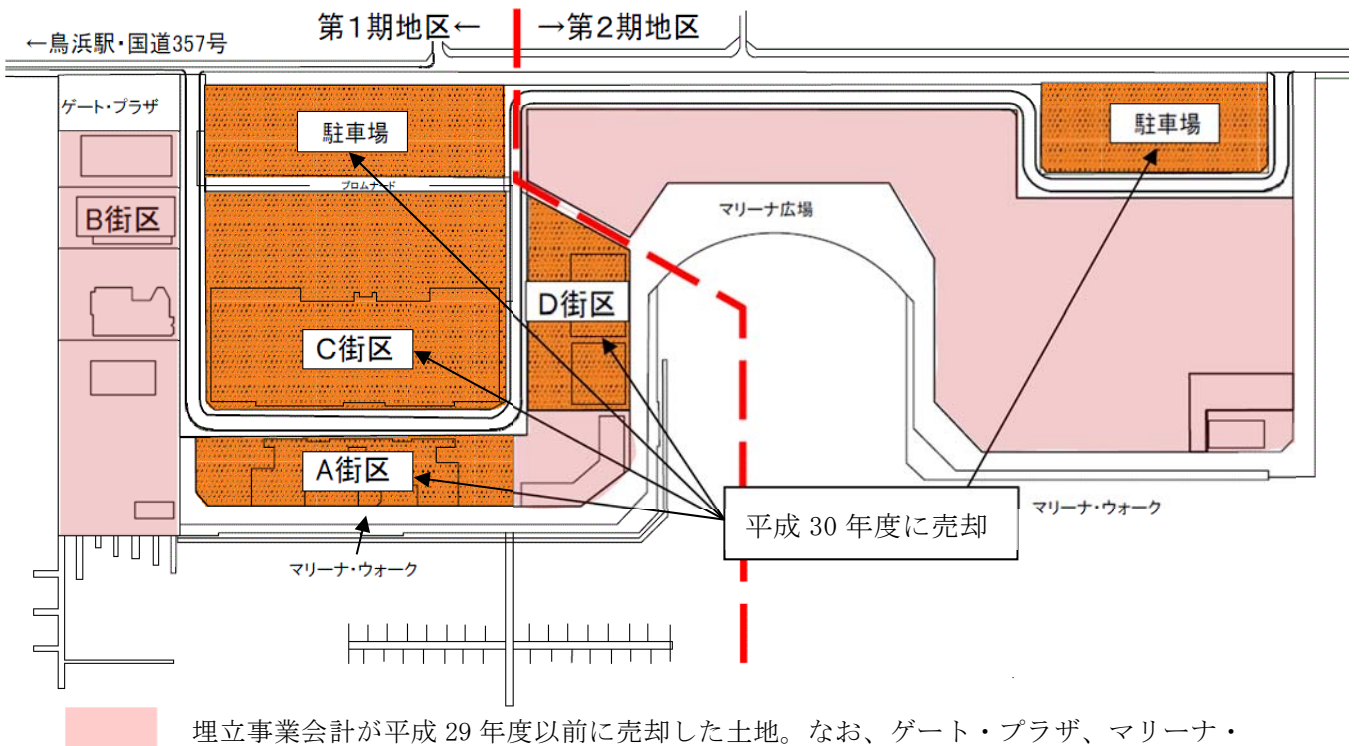 第1期地区← →第2期地区
←鳥浜駅・国道357号
ゲート・プラザ
駐車場
駐車場
プロムナード
B街区
マリーナ広場
D街区
C街区
A街区
マリーナ・ウォーク
平成 30 年度に売却
マリーナ・ウォーク
埋立事業会計が平成 29 年度以前に売却した土地。なお、ゲート・プラザ、マリーナ・